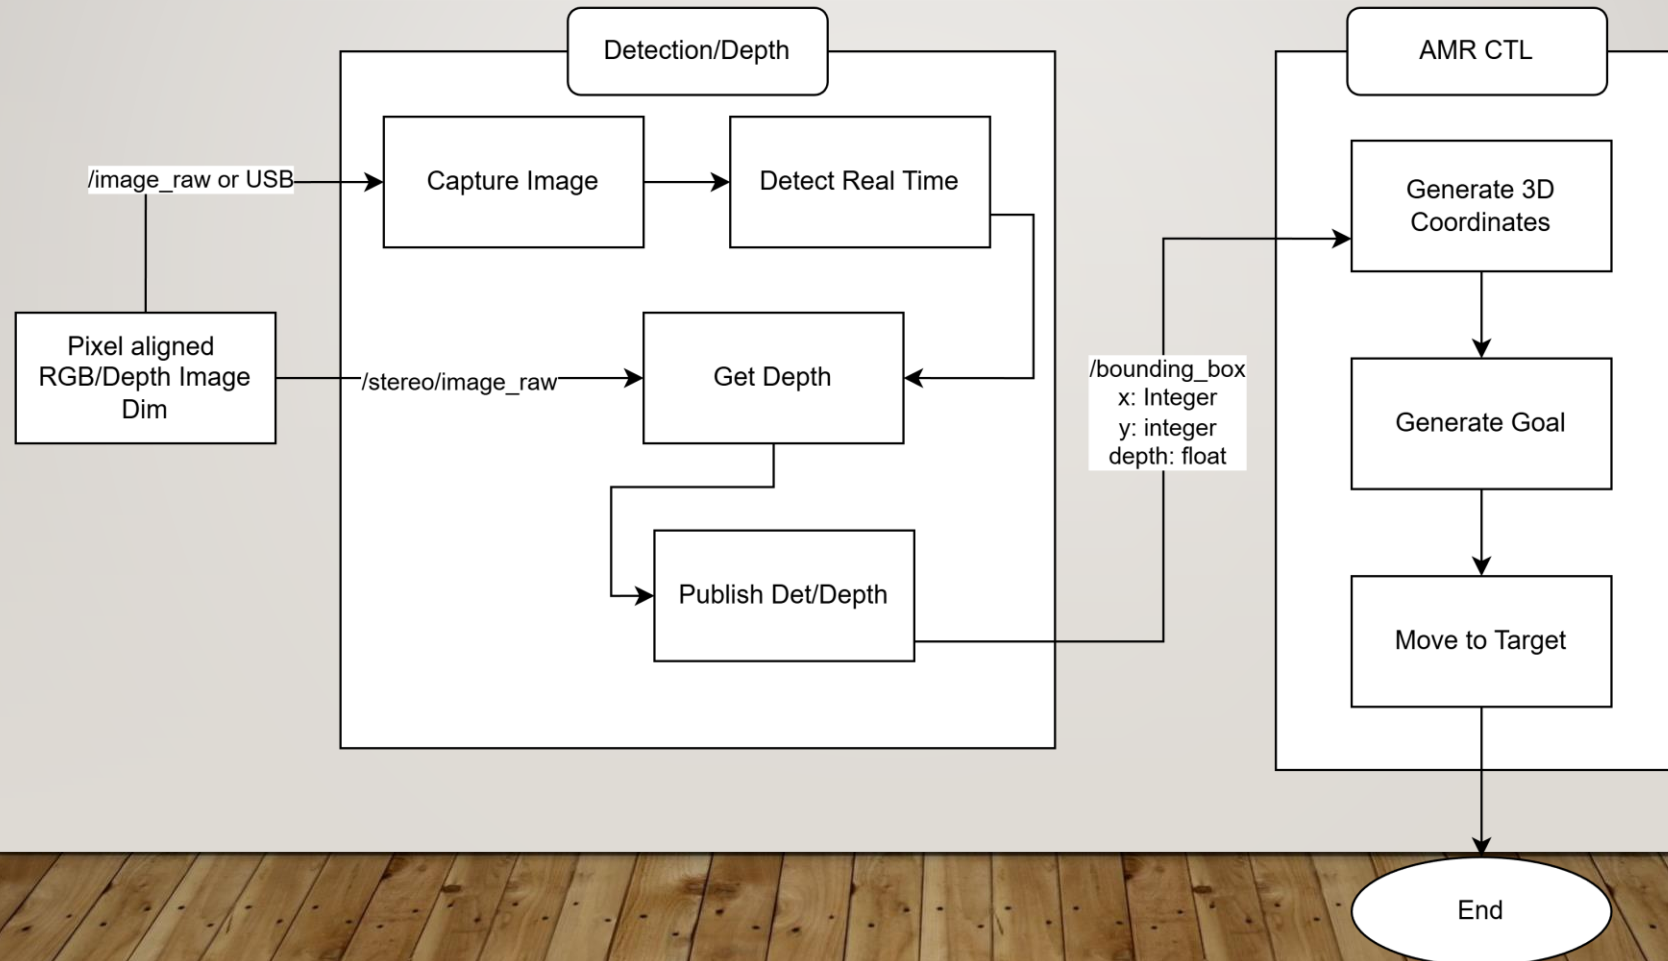 Detection/Depth
AMR CTL
/image_raw or USB
Capture Image
Detect Real Time
Generate 3D
Coordinates
Pixel aligned
RGB/Depth Image
Dim
/stereo/image_raw
Get Depth
/bounding_box
x: Integer
y: integer
depth: float
Generate Goal
Publish Det/Depth
Move to Target
End